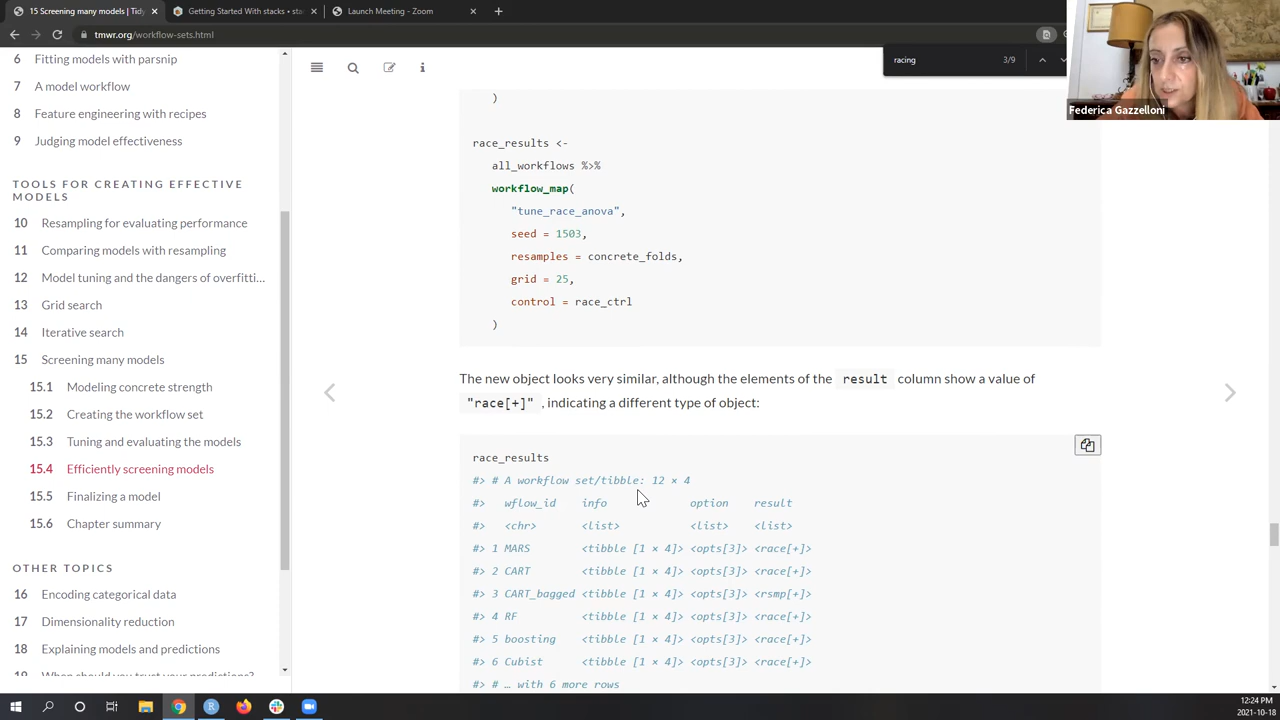 15 Screening many models | Tidy
Getting Started With stacks • sta
Launch Meeting - Zoom
tmwr.org/workflow-sets.html
racing
3/9
Federica Gazzelloni
6 Fitting models with parsnip
7 A model workflow
8 Feature engineering with recipes
9 Judging model effectiveness
TOOLS FOR CREATING EFFECTIVE
MODELS
10 Resampling for evaluating performance
11 Comparing models with resampling
12 Model tuning and the dangers of overfitti...
13 Grid search
14 Iterative search
15 Screening many models
15.1 Modeling concrete strength
15.2 Creating the workflow set
15.3 Tuning and evaluating the models
15.4 Efficiently screening models
15.5 Finalizing a model
15.6 Chapter summary
OTHER TOPICS
16 Encoding categorical data
17 Dimensionality reduction
18 Explaining models and predictions
19 When should you trust your predictions?
)
race_results <-
all_workflows %>%
workflow_map(
"tune_race_anova",
seed = 1503,
resamples = concrete_folds,
grid = 25,
control = race_ctrl
)
The new object looks very similar, although the elements of the result column show a value of
"race[+]" , indicating a different type of object:
race_results
#> # A workflow set/tibble: 12 × 4
#> wflow_id info option result
#> <chr> <list> <list> <list>
#> 1 MARS <tibble [1 × 4]> <opts[3]> <race[+]>
#> 2 CART <tibble [1 × 4]> <opts[3]> <race[+]>
#> 3 CART_bagged <tibble [1 × 4]> <opts[3]> <rsmp[+]>
#> 4 RF <tibble [1 × 4]> <opts[3]> <race[+]>
#> 5 boosting <tibble [1 × 4]> <opts[3]> <race[+]>
#> 6 Cubist <tibble [1 × 4]> <opts[3]> <race[+]>
#> # … with 6 more rows
12:24 PM
2021-10-18